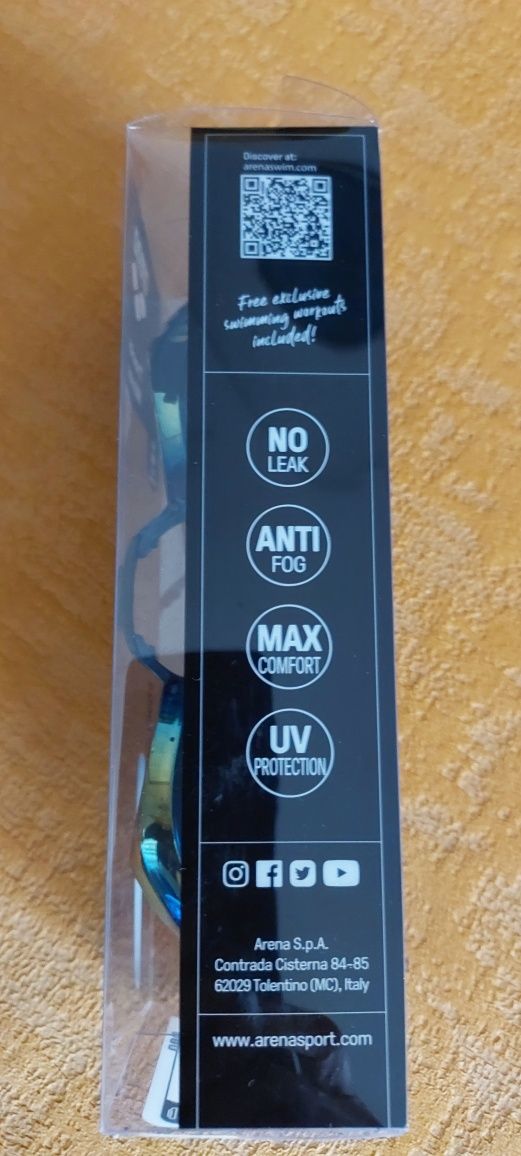 Discover at:
arenaswim.com
Free exclusive
swimming workouts
included!
NO
LEAK
ANTI
FOG
MAX
COMFORT
UV
PROTECTION
Arena S.p.A.
Contrada Cisterna 84-85
62029 Tolentino (MC), Italy
www.arenasport.com